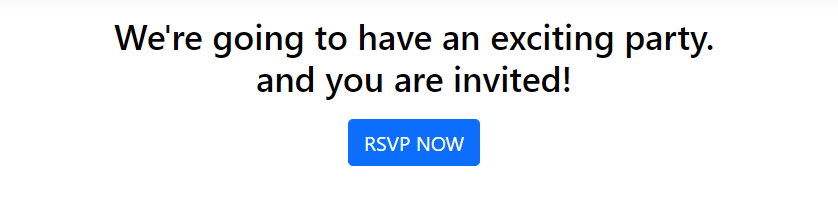 We're going to have an exciting party.
and you are invited!
RSVP NOW